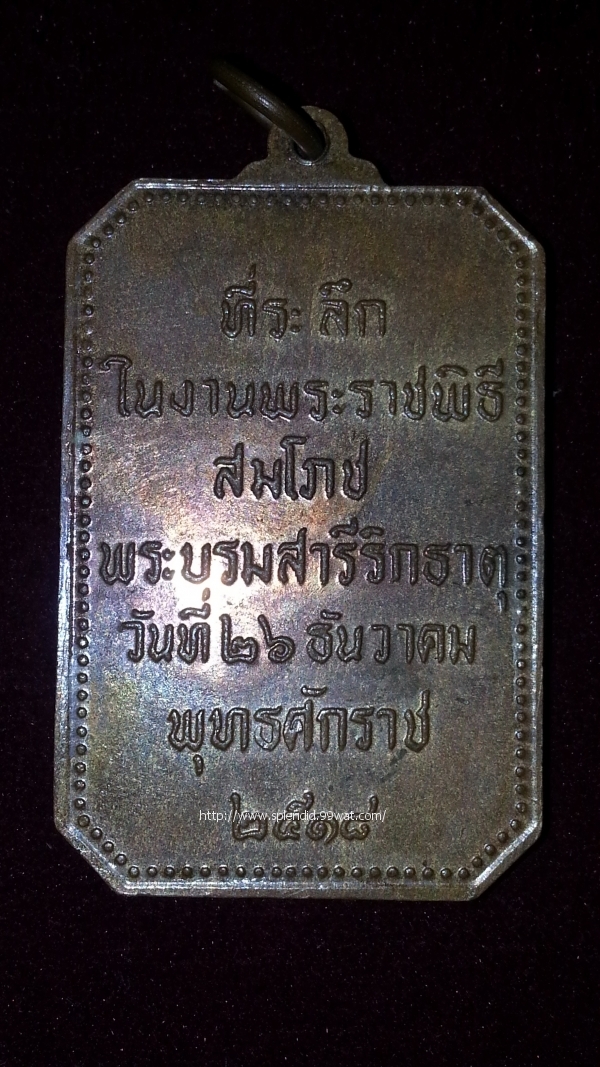 ที่ระลึก
ในงานพระราชพิธี
สมโภช
พระบรมสารีริกธาตุ
วันที่ ๒๖ ธันวาคม
พุทธศักราช
๒๕๑๘
http://www.splendid.99wat.com/